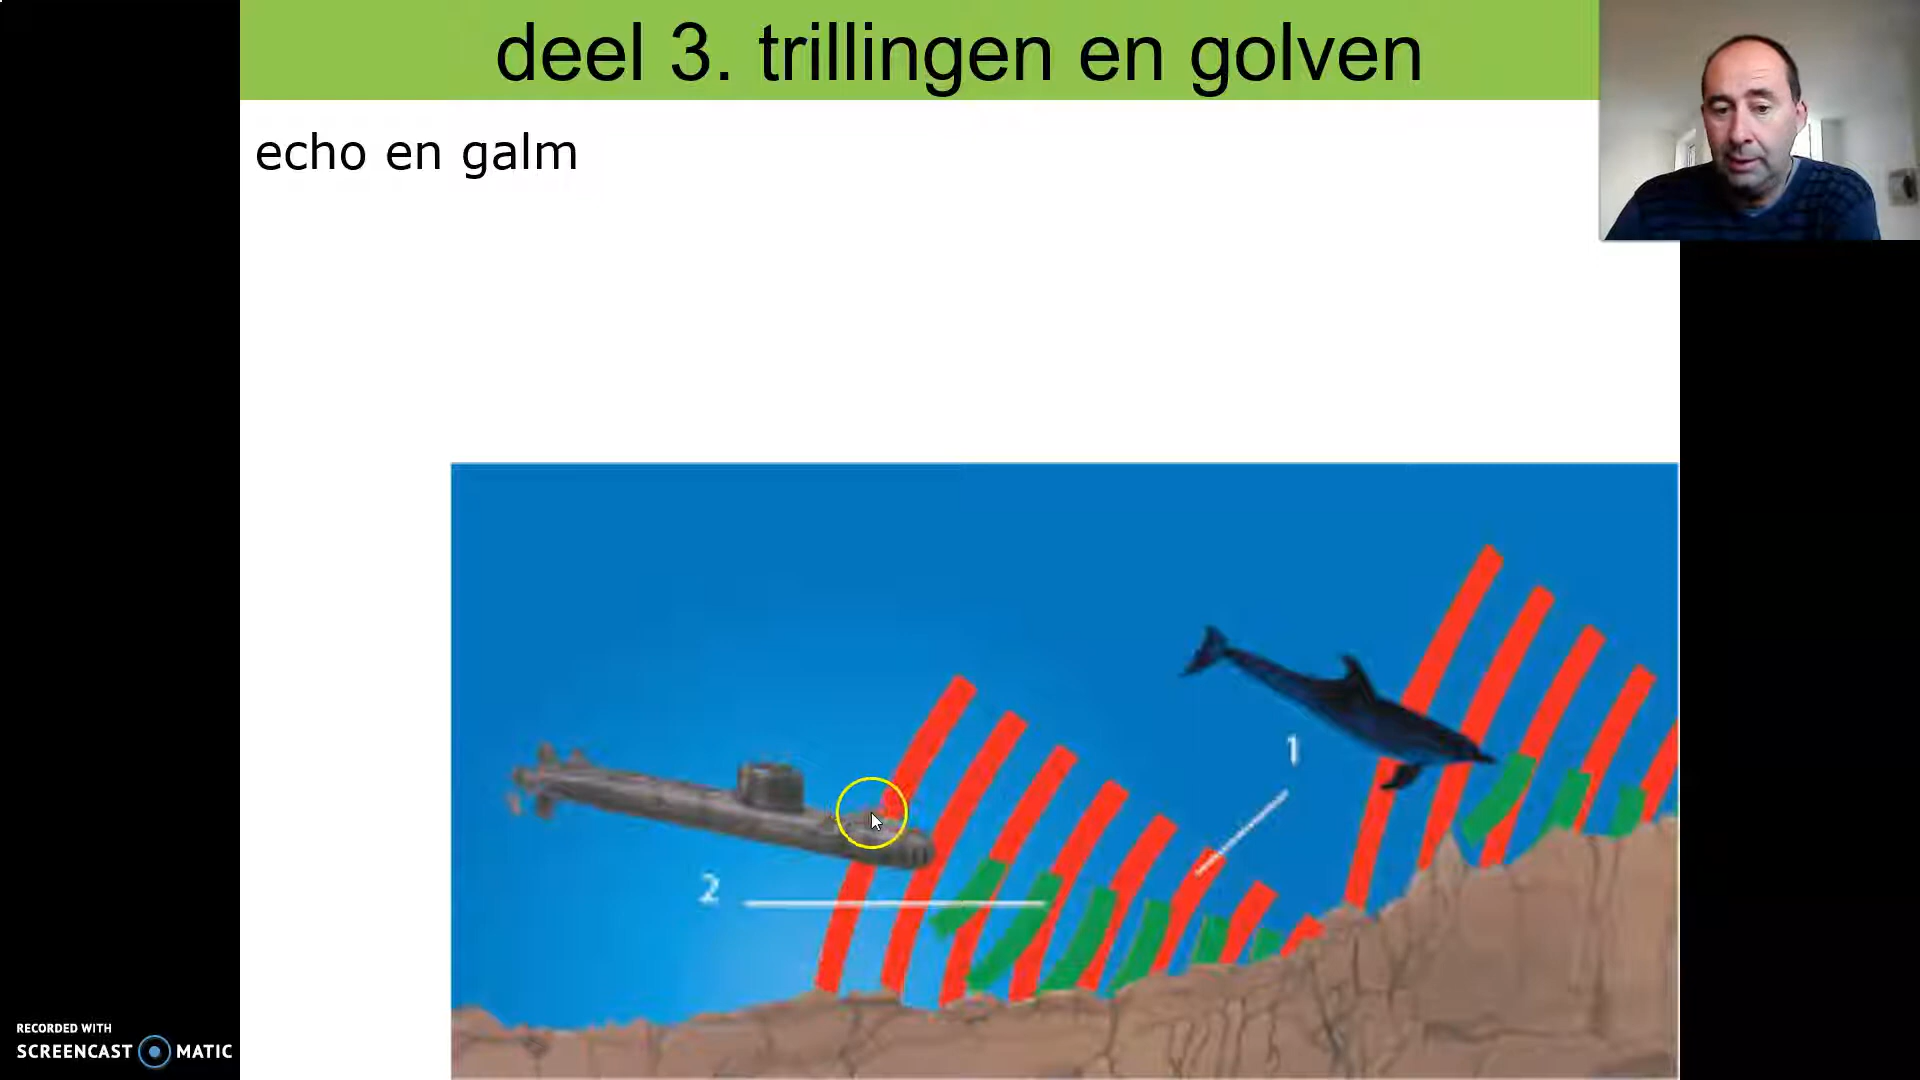 deel 3. trillingen en golven
echo en galm
1
2
RECORDED WITH
SCREENCAST MATIC